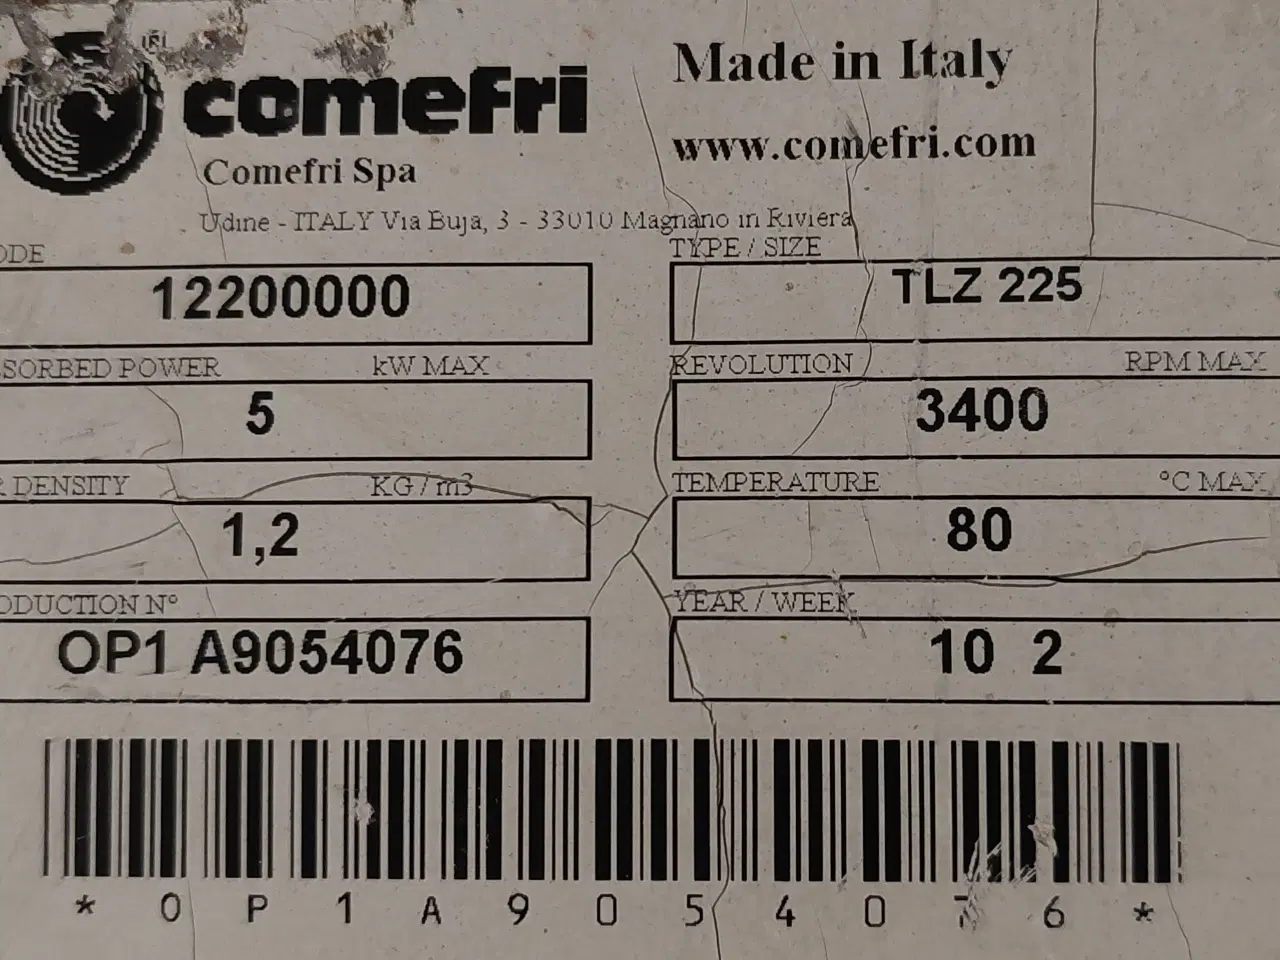 comefri
Made in Italy
www.comefri.com
Comefri Spa
Udine - ITALY Via Buja, 3 - 33010 Magnano in Riviera
ODE
TYPE / SIZE
12200000
TLZ 225
SORBED POWER kW MAX
REVOLUTION RPM MAX
5
3400
R DENSITY KG / m3
TEMPERATURE °C MAX
1,2
80
ODUCTION N°
YEAR / WEEK
OP1 A9054076
10 2
* O P 1 A 9 0 5 4 0 7 6 *